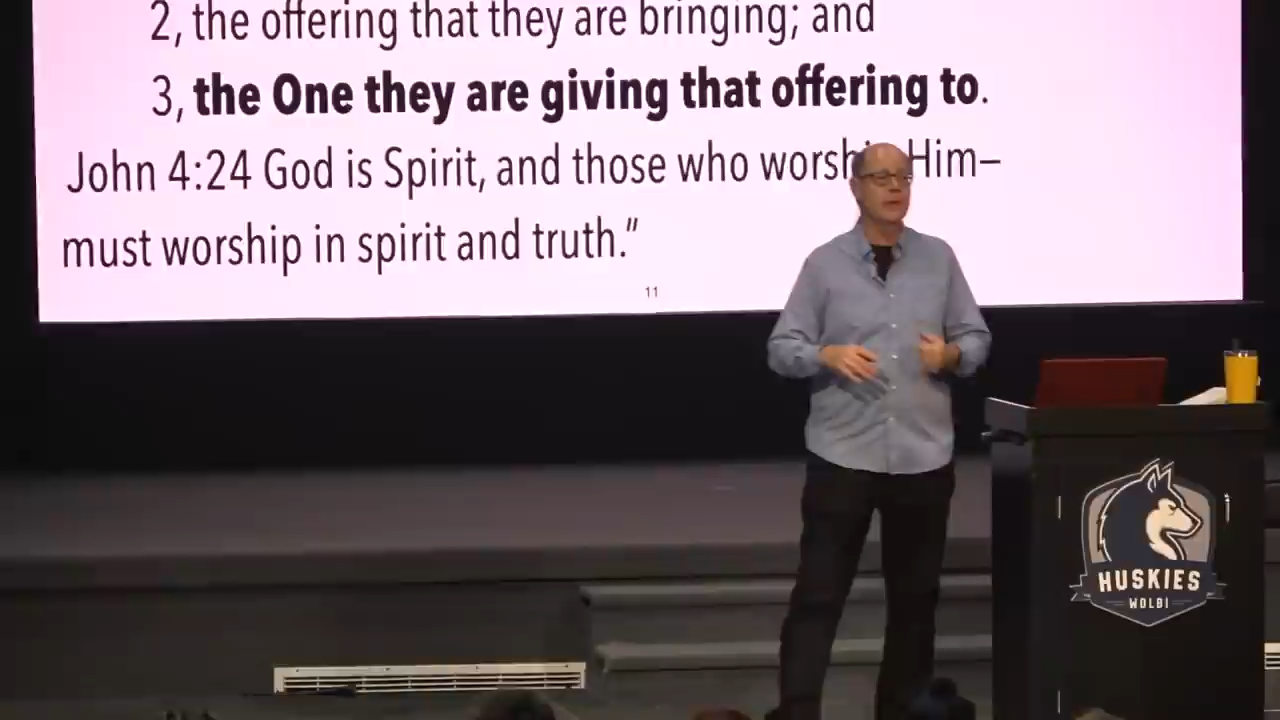 2, the offering that they are bringing; and
3, the One they are giving that offering to.
John 4:24 God is Spirit, and those who worship Him–
must worship in spirit and truth.”
11
HUSKIES
WOLBI